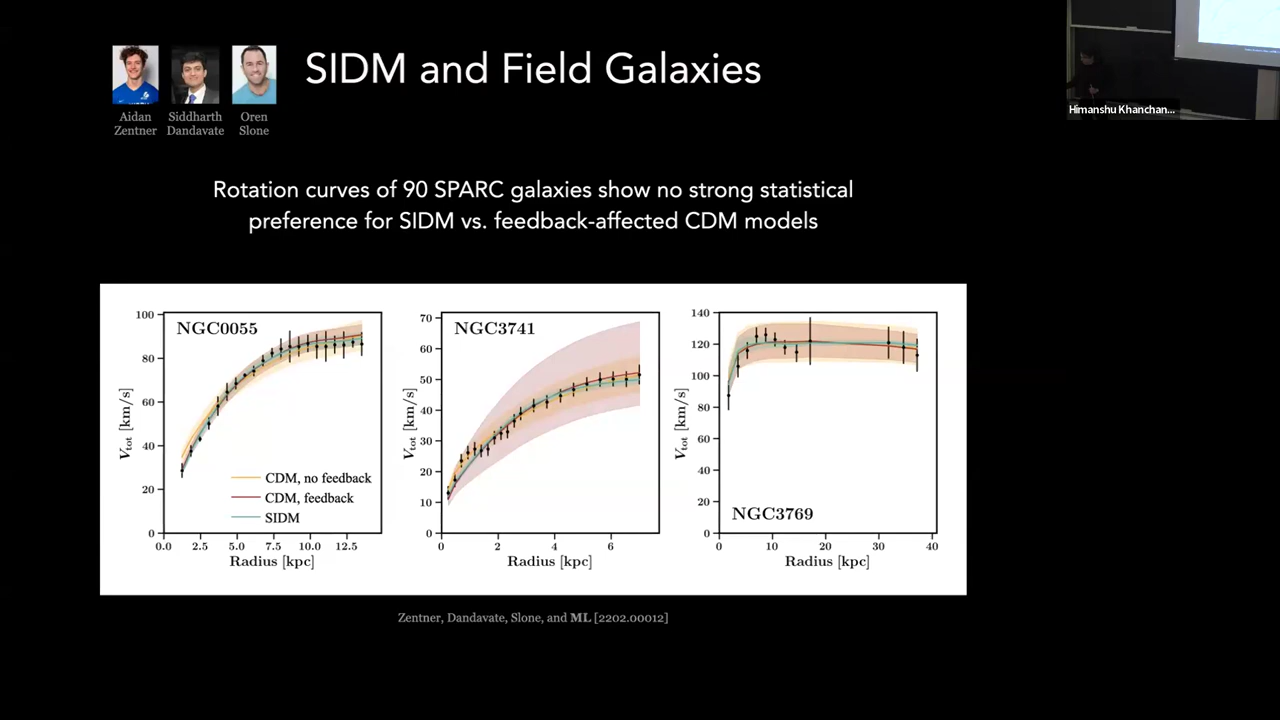 SIDM and Field Galaxies
Aidan
Zentner
Siddharth
Dandavate
Oren
Slone
Himanshu Khanchan...
Rotation curves of 90 SPARC galaxies show no strong statistical
preference for SIDM vs. feedback-affected CDM models
NGC0055
100
80
60
40
20
0
V_tot [km/s]
CDM, no feedback
CDM, feedback
SIDM
0.0 2.5 5.0 7.5 10.0 12.5
Radius [kpc]
NGC3741
70
60
50
40
30
20
10
0
V_tot [km/s]
0 2 4 6
Radius [kpc]
140
120
100
80
60
40
20
0
V_tot [km/s]
NGC3769
0 10 20 30 40
Radius [kpc]
Zentner, Dandavate, Slone, and ML [2202.00012]